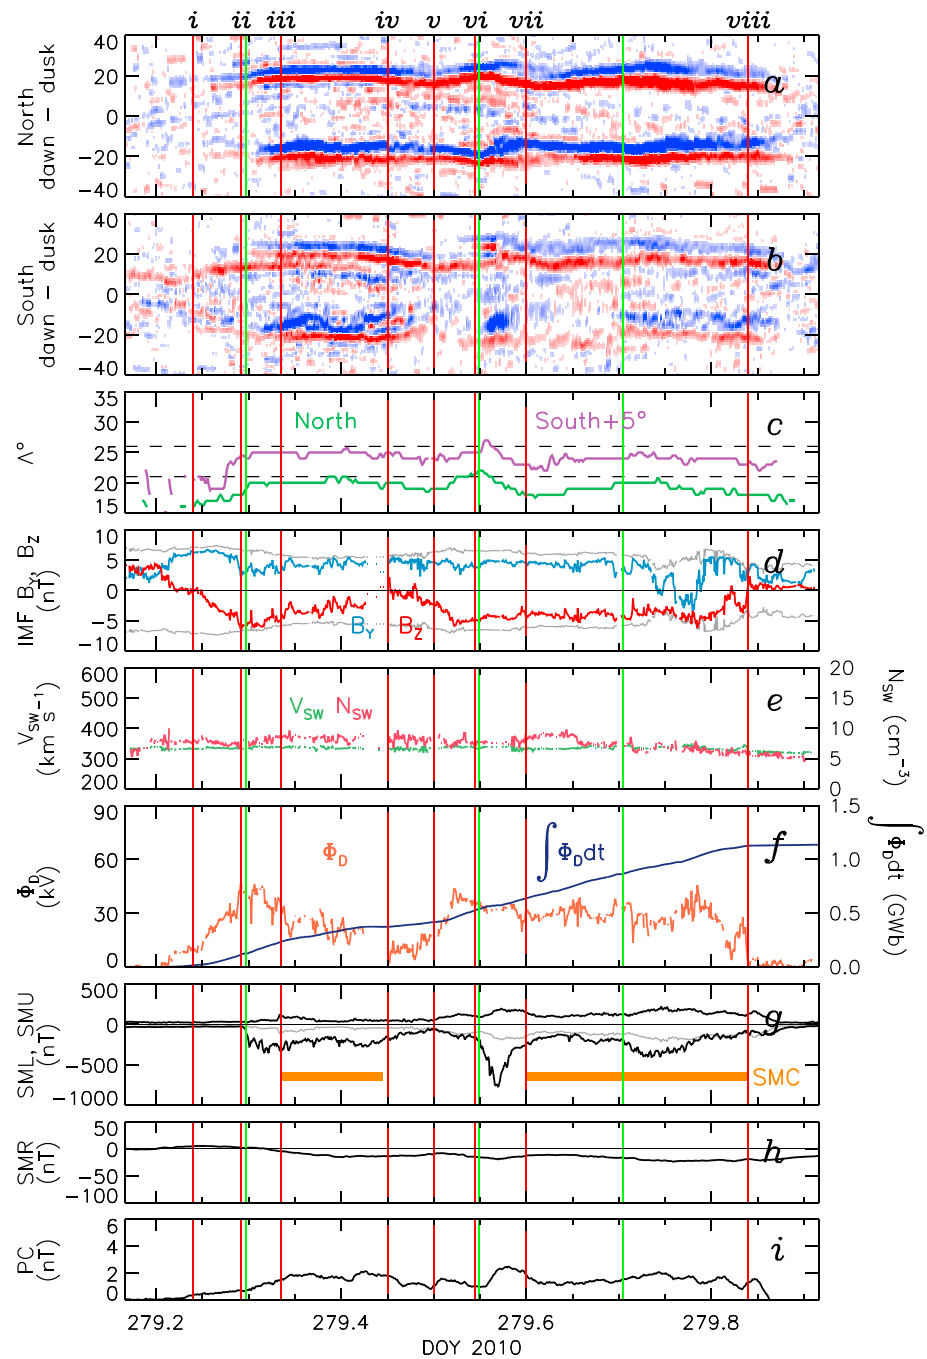 i ii iii iv v vi vii viii
40
20
0
−20
−40
North
dawn − dusk
a
40
20
0
−20
−40
South
dawn − dusk
b
35
30
25
20
15
Λ°
North
South+5°
c
10
5
0
−5
−10
IMF B_Y, B_Z
(nT)
B_Y B_Z
d
600
500
400
300
200
V_SW^−1
(km s )
V_SW N_SW
e
20
15
10
5
0
N_SW (cm^−3)
90
60
30
0
Φ_D
(kV)
Φ_D
∫Φ_Ddt
f
1.5
1.0
0.5
0.0
∫Φ_Ddt (GWb)
500
0
−500
−1000
SML, SMU
(nT)
g
SMC
50
0
−50
−100
SMR
(nT)
h
6
4
2
0
PC
(nT)
i
279.2 279.4 279.6 279.8
DOY 2010